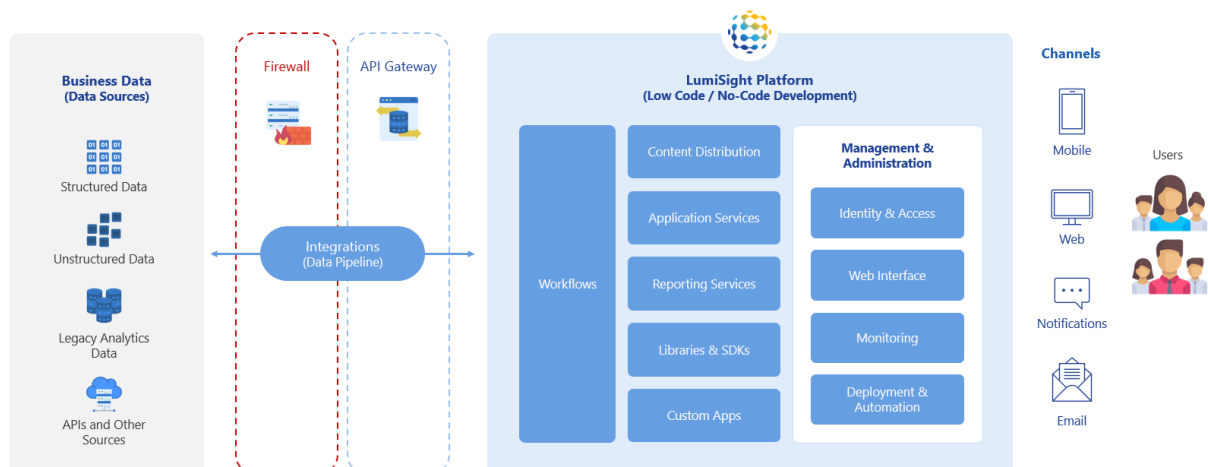 Business Data
(Data Sources)
Structured Data
Unstructured Data
Legacy Analytics
Data
APIs and Other
Sources
Firewall
API Gateway
Integrations
(Data Pipeline)
LumiSight Platform
(Low Code / No-Code Development)
Workflows
Content Distribution
Application Services
Reporting Services
Libraries & SDKs
Custom Apps
Management &
Administration
Identity & Access
Web Interface
Monitoring
Deployment &
Automation
Channels
Mobile
Web
Notifications
Email
Users